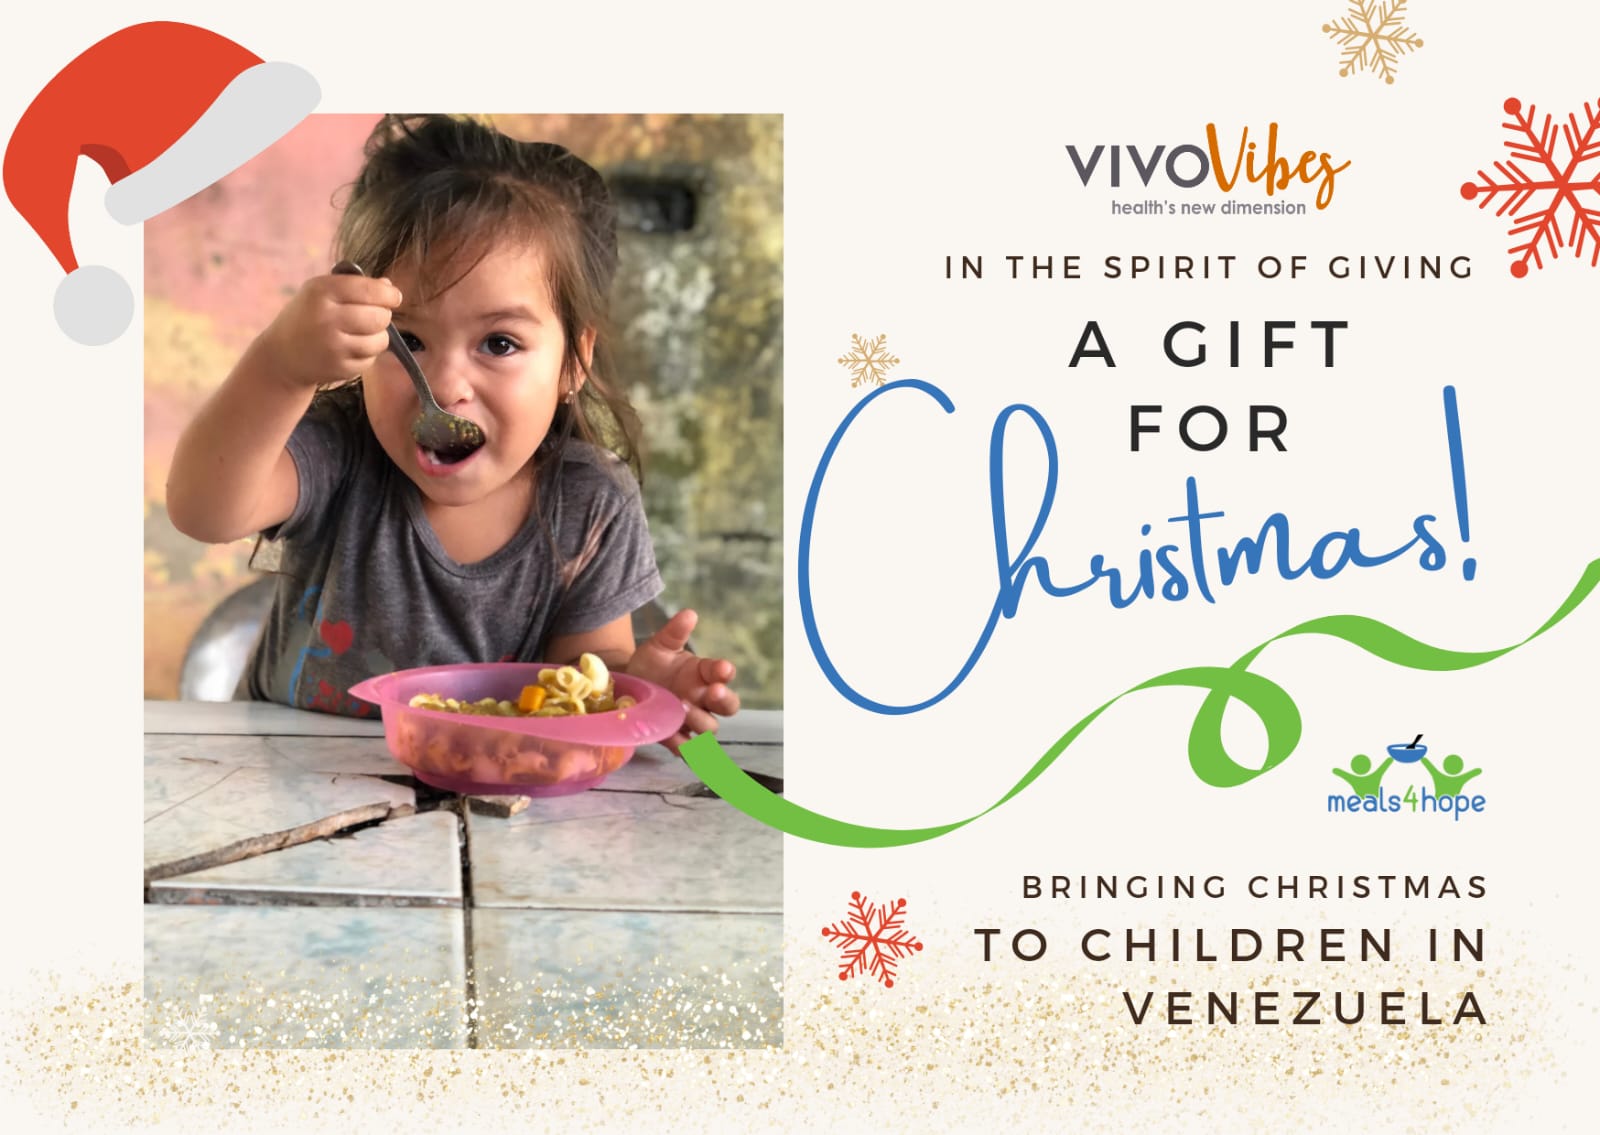 VIVOVibes
health's new dimension
IN THE SPIRIT OF GIVING
A GIFT
FOR
Christmas!
meals4hope
BRINGING CHRISTMAS
TO CHILDREN IN
VENEZUELA